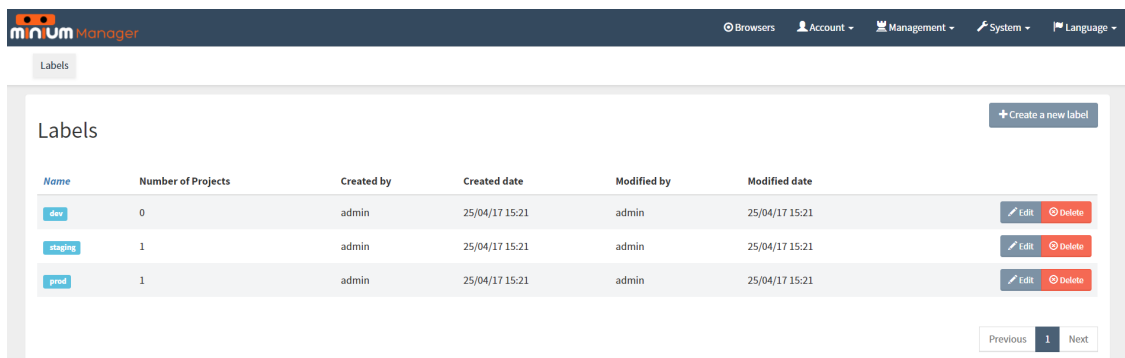 minium Manager Browsers Account Management System Language
Labels
Labels
+ Create a new label
Name Number of Projects Created by Created date Modified by Modified date
dev 0 admin 25/04/17 15:21 admin 25/04/17 15:21 Edit Delete
staging 1 admin 25/04/17 15:21 admin 25/04/17 15:21 Edit Delete
prod 1 admin 25/04/17 15:21 admin 25/04/17 15:21 Edit Delete
Previous 1 Next